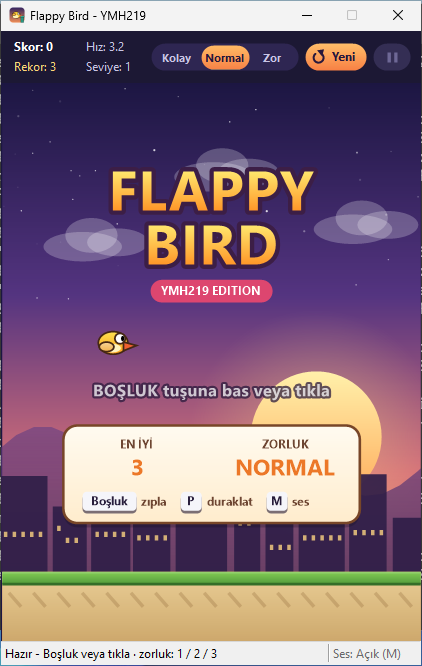 Flappy Bird - YMH219
Skor: 0 Hız: 3.2 Kolay Normal Zor Yeni
Rekor: 3 Seviye: 1
FLAPPY
BIRD
YMH219 EDITION
BOŞLUK tuşuna bas veya tıkla
EN İYİ ZORLUK
3 NORMAL
Boşluk zıpla P duraklat M ses
Hazır - Boşluk veya tıkla · zorluk: 1 / 2 / 3 Ses: Açık (M)